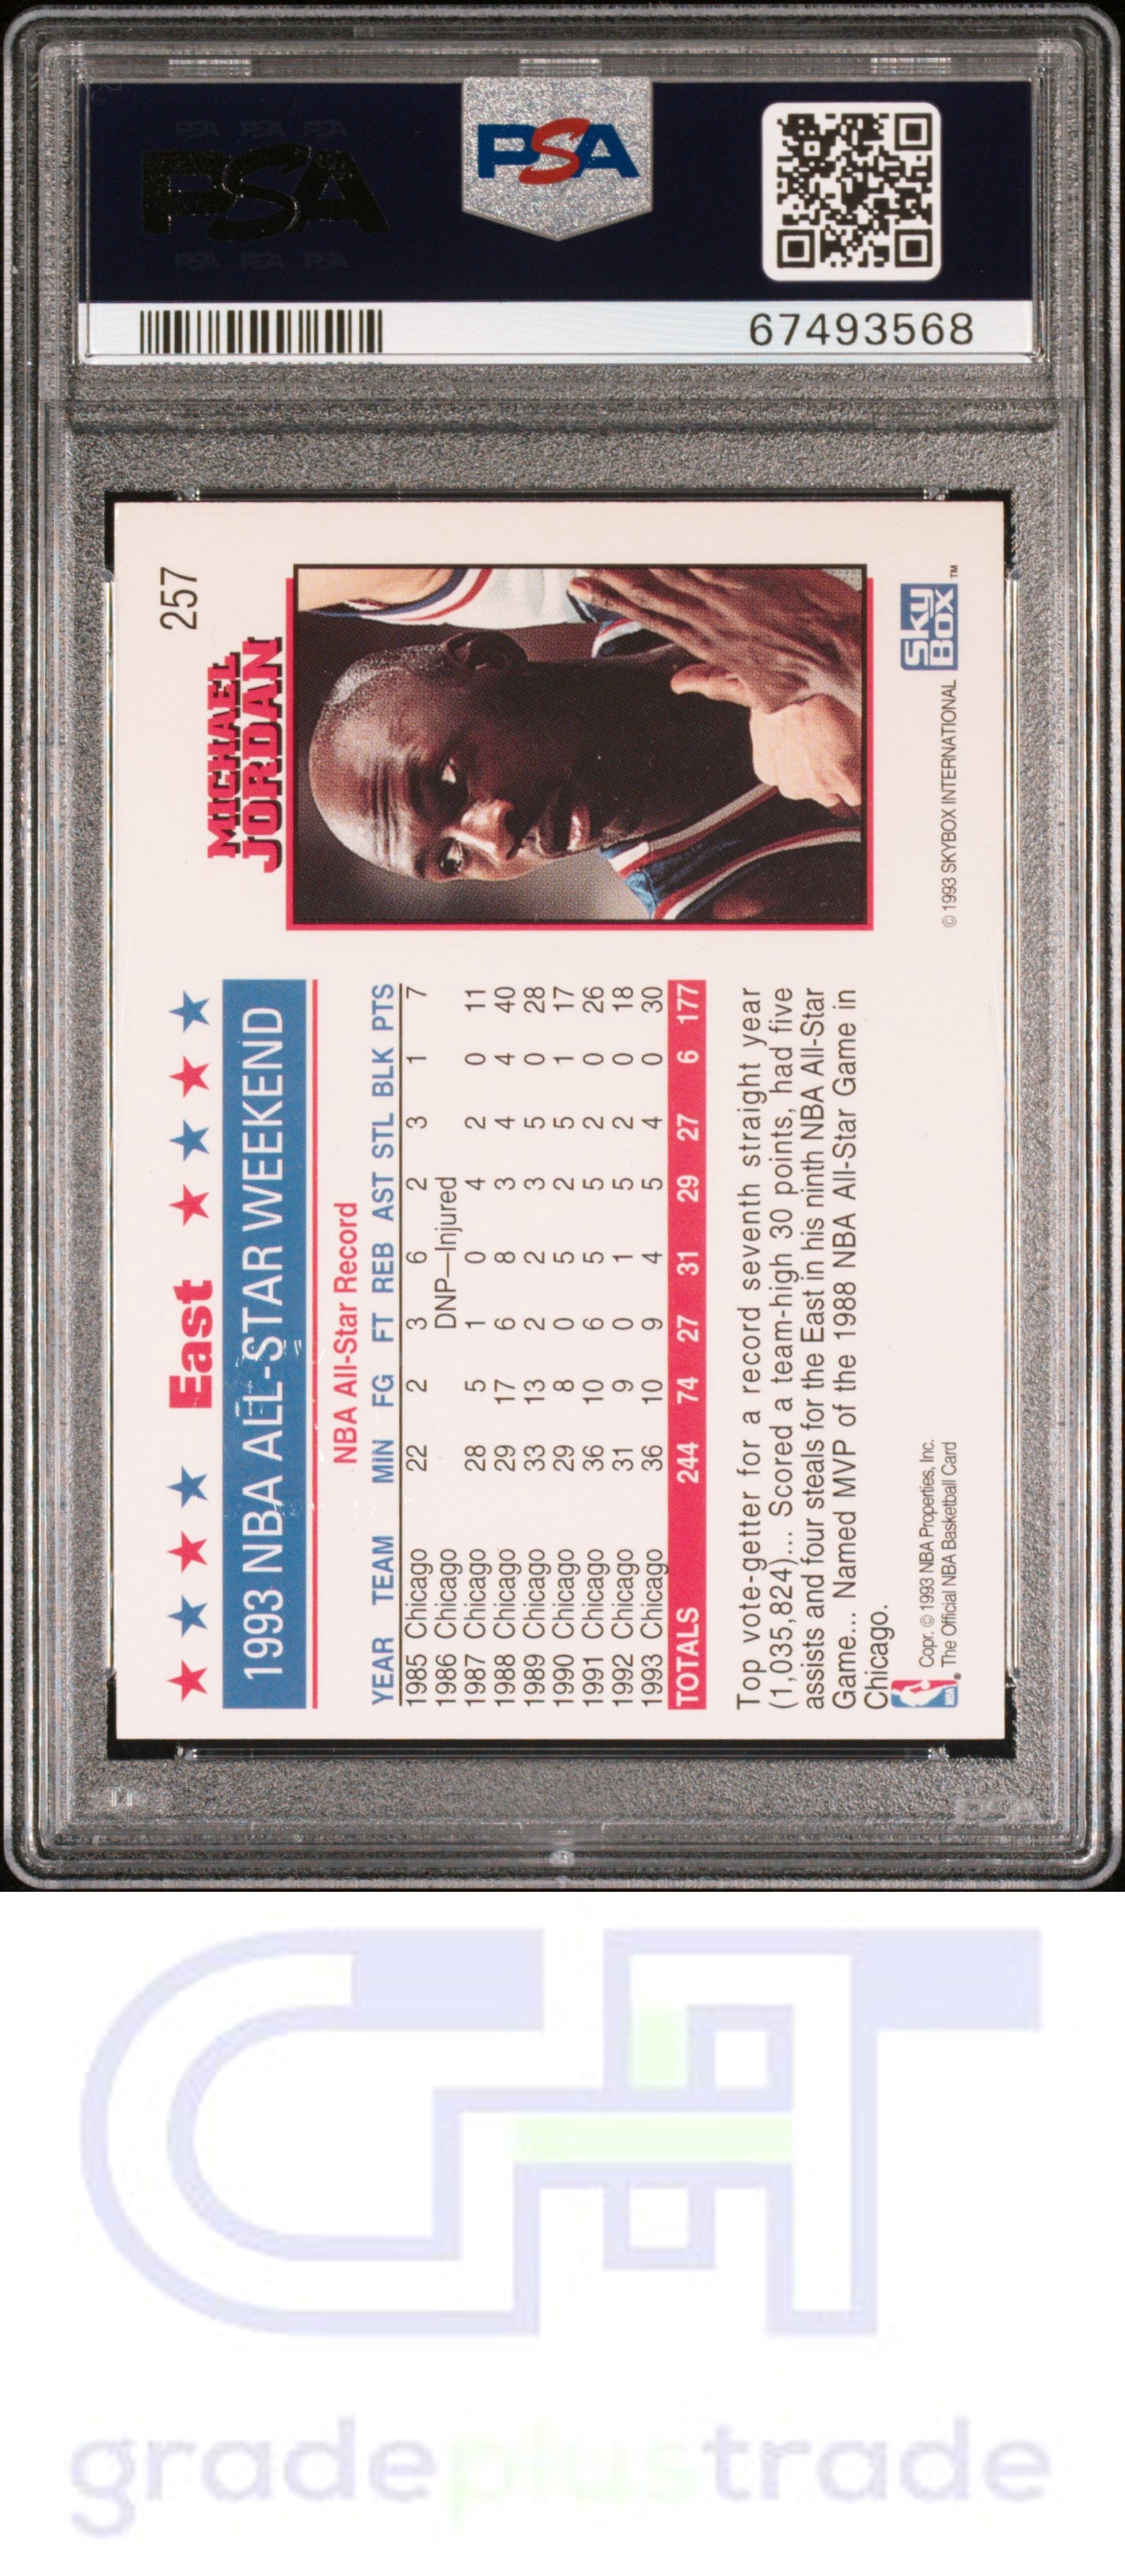 PSA PSA PSA
PSA
PSA PSA PSA
PSA
67493568
257
MICHAEL
JORDAN
East
1993 NBA ALL-STAR WEEKEND
NBA All-Star Record
YEAR TEAM MIN FG FT REB AST STL BLK PTS
1985 Chicago 22 2 3 6 2 3 1 7
1986 Chicago DNP—Injured
1987 Chicago 28 5 1 0 4 2 0 11
1988 Chicago 29 17 6 8 3 4 4 40
1989 Chicago 33 13 2 2 3 5 0 28
1990 Chicago 29 8 0 5 2 5 1 17
1991 Chicago 36 10 6 5 5 2 0 26
1992 Chicago 31 9 0 1 5 2 0 18
1993 Chicago 36 10 9 4 5 4 0 30
TOTALS 244 74 27 31 29 27 6 177
Top vote-getter for a record seventh straight year
(1,035,824)... Scored a team-high 30 points, had five
assists and four steals for the East in his ninth NBA All-Star
Game... Named MVP of the 1988 NBA All-Star Game in
Chicago.
NBA
Copr. © 1993 NBA Properties, Inc.
The Official NBA Basketball Card
© 1993 SKYBOX INTERNATIONAL
SkyBox™
PSA
gradeplustrade